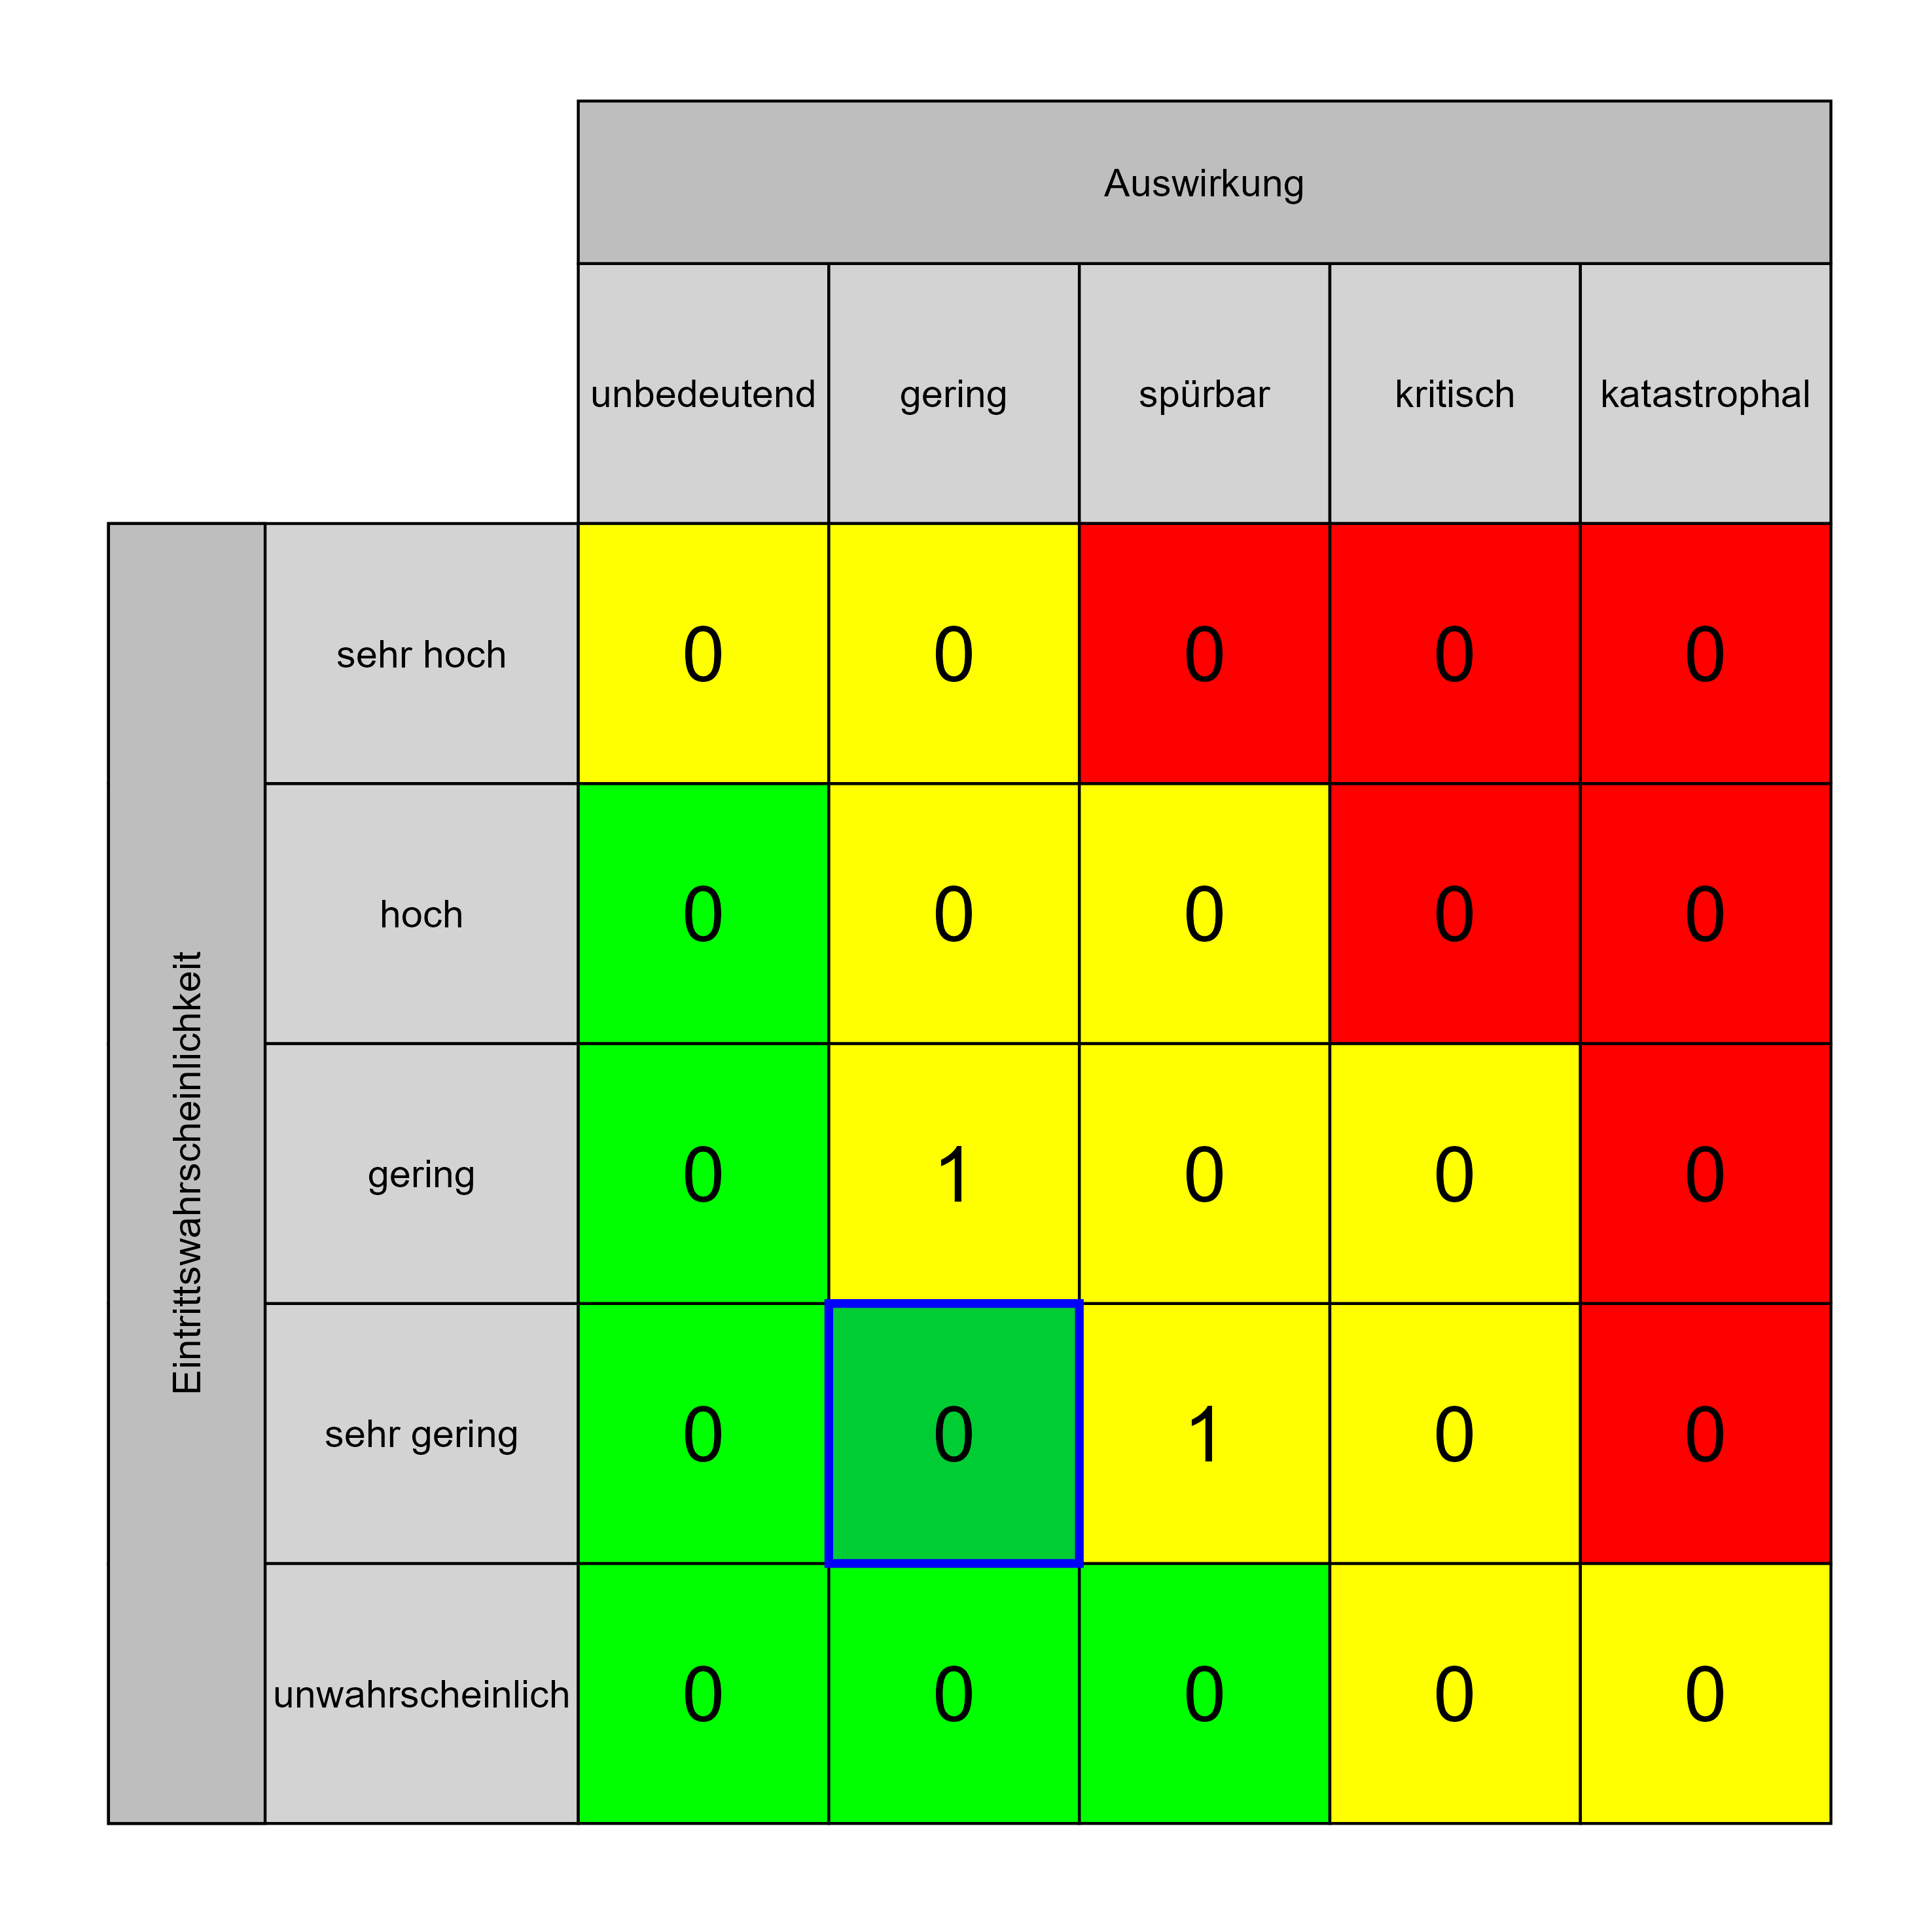 Auswirkung
unbedeutend gering spürbar kritisch katastrophal
Eintrittswahrscheinlichkeit
sehr hoch 0 0 0 0 0
hoch 0 0 0 0 0
gering 0 1 0 0 0
sehr gering 0 0 1 0 0
unwahrscheinlich 0 0 0 0 0